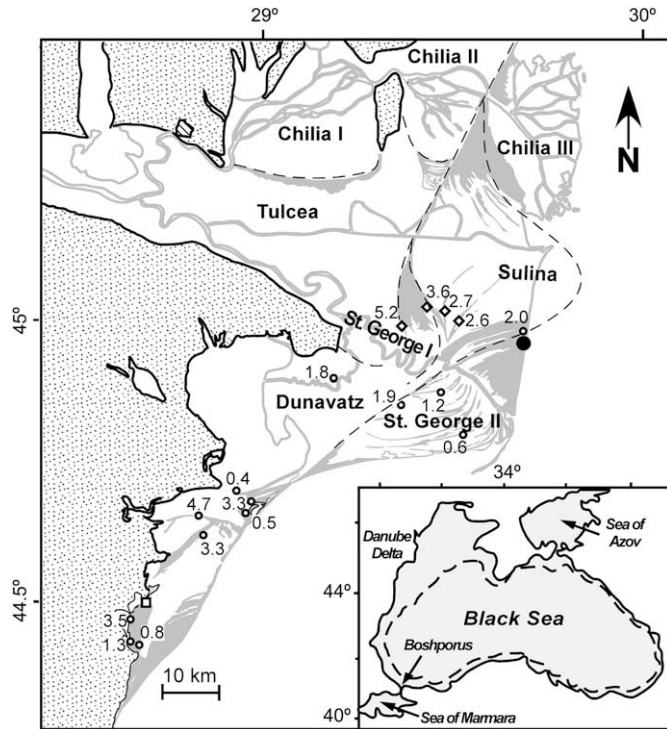 29º
30º
Chilia II
Chilia I
Chilia III
N
Tulcea
Sulina
3.6
2.7
45º
5.2
2.6
2.0
St. George I
1.8
Dunavatz
1.9
1.2
St. George II
0.6
34º
0.4
4.7
3.3
0.5
3.3
Danube
Delta
Sea of
Azov
44.5º
44º
3.5
0.8
1.3
Black Sea
10 km
Boshporus
40º
Sea of Marmara